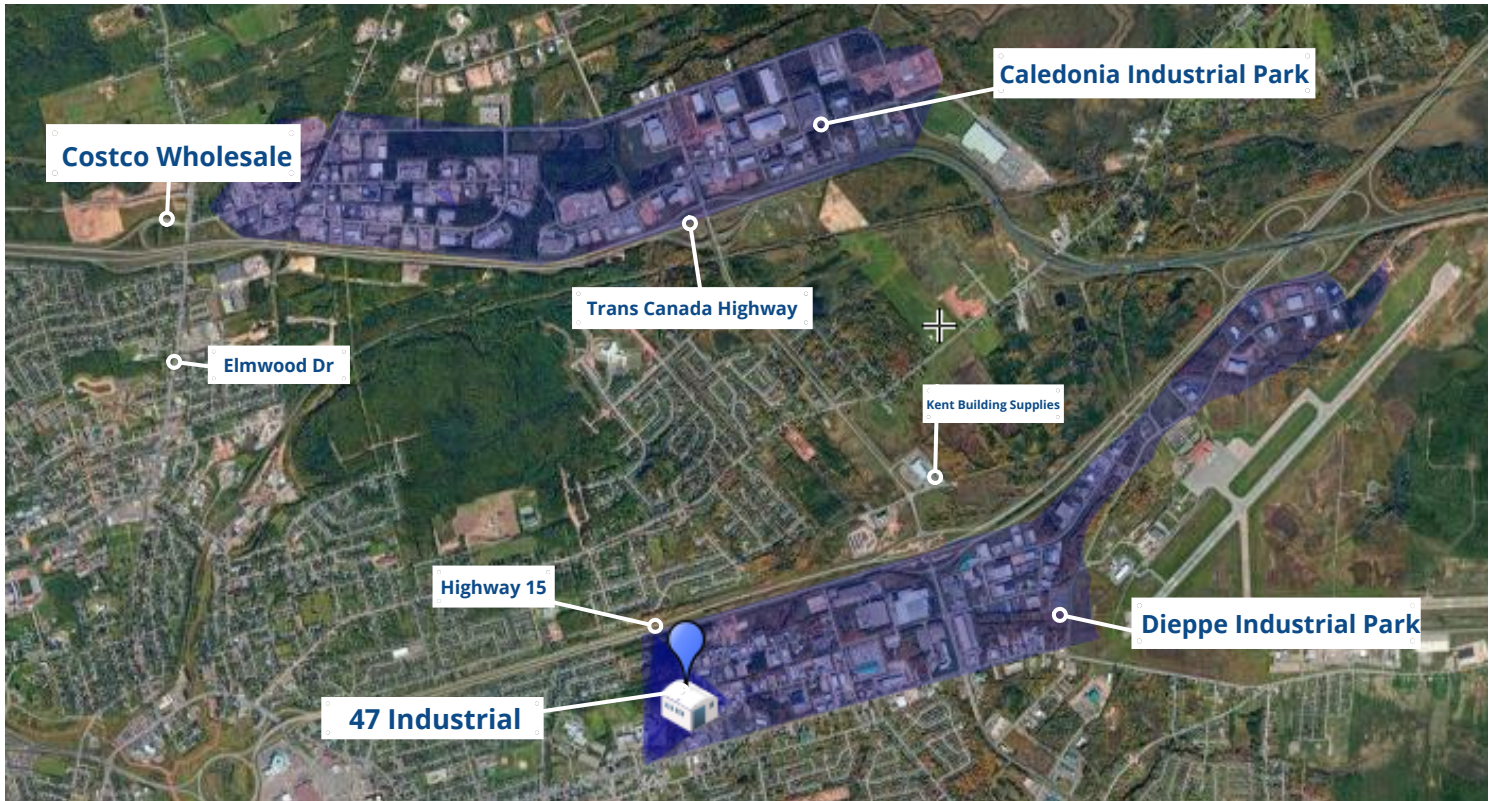 Caledonia Industrial Park
Costco Wholesale
Trans Canada Highway
Elmwood Dr
Kent Building Supplies
Highway 15
Dieppe Industrial Park
47 Industrial